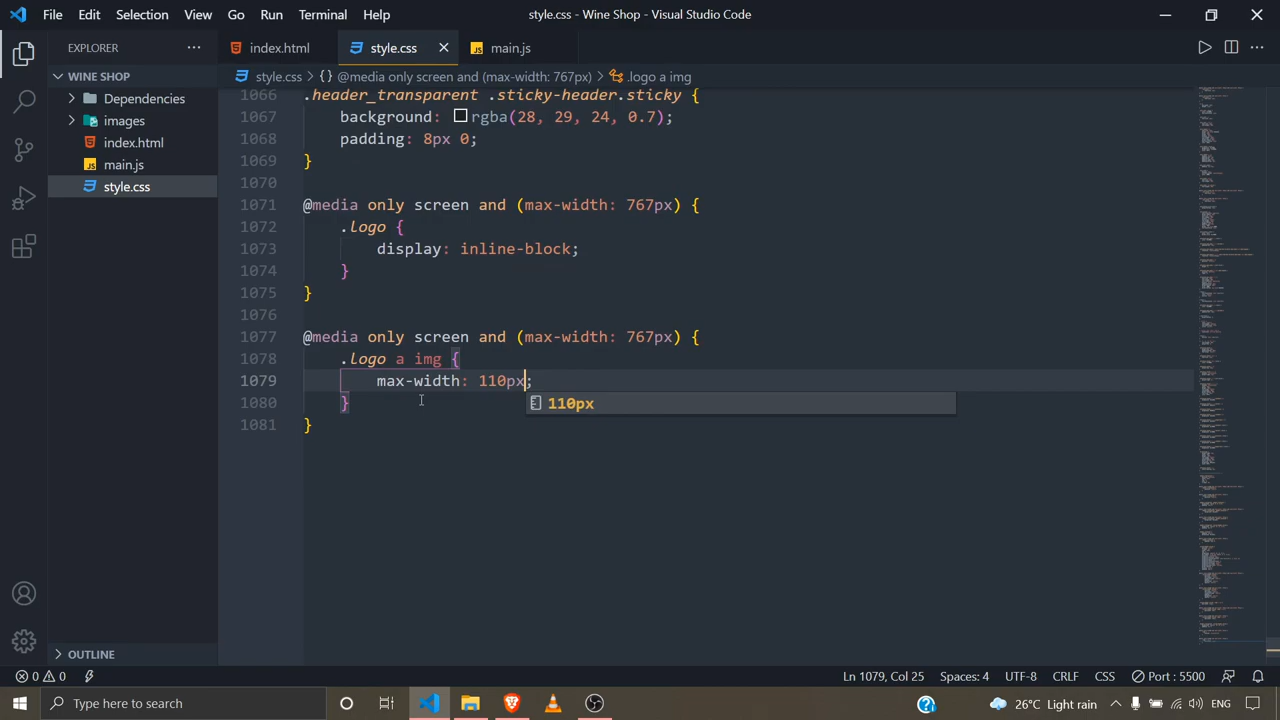 File Edit Selection View Go Run Terminal Help
style.css - Wine Shop - Visual Studio Code
EXPLORER
index.html style.css main.js
WINE SHOP
style.css @media only screen and (max-width: 767px) .logo a img
Dependencies
images
index.html
main.js
style.css
1066 .header_transparent .sticky-header.sticky {
1067 background: rgba(28, 29, 24, 0.7);
1068 padding: 8px 0;
1069 }
1070
1071 @media only screen and (max-width: 767px) {
1072 .logo {
1073 display: inline-block;
1074 }
1075 }
1076
1077 @media only screen and (max-width: 767px) {
1078 .logo a img {
1079 max-width: 110px;
1080 }
110px
1081 }
OUTLINE
0 0 Ln 1079, Col 25 Spaces: 4 UTF-8 CRLF CSS Port : 5500
Type here to search
26°C Light rain ENG